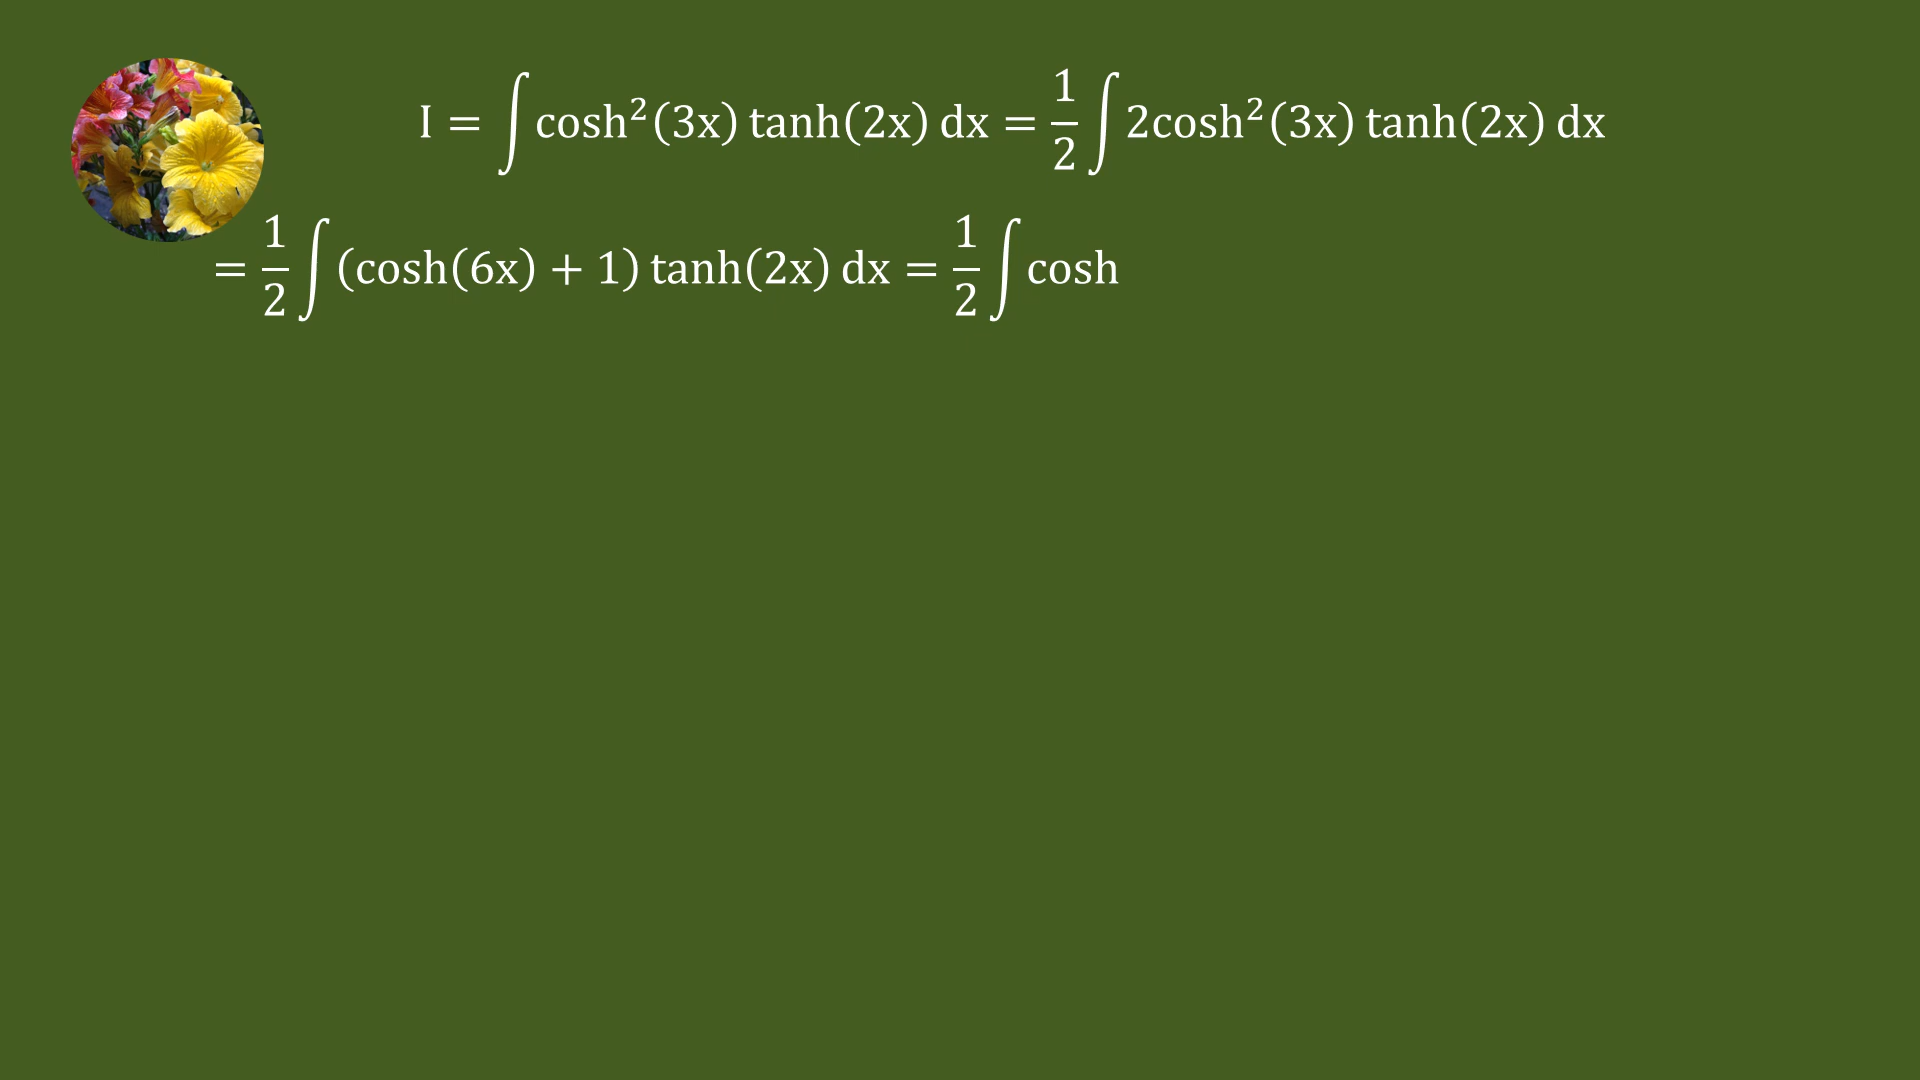 I = ∫ cosh²(3x) tanh(2x) dx = 1/2 ∫ 2cosh²(3x) tanh(2x) dx
= 1/2 ∫ (cosh(6x) + 1) tanh(2x) dx = 1/2 ∫ cosh